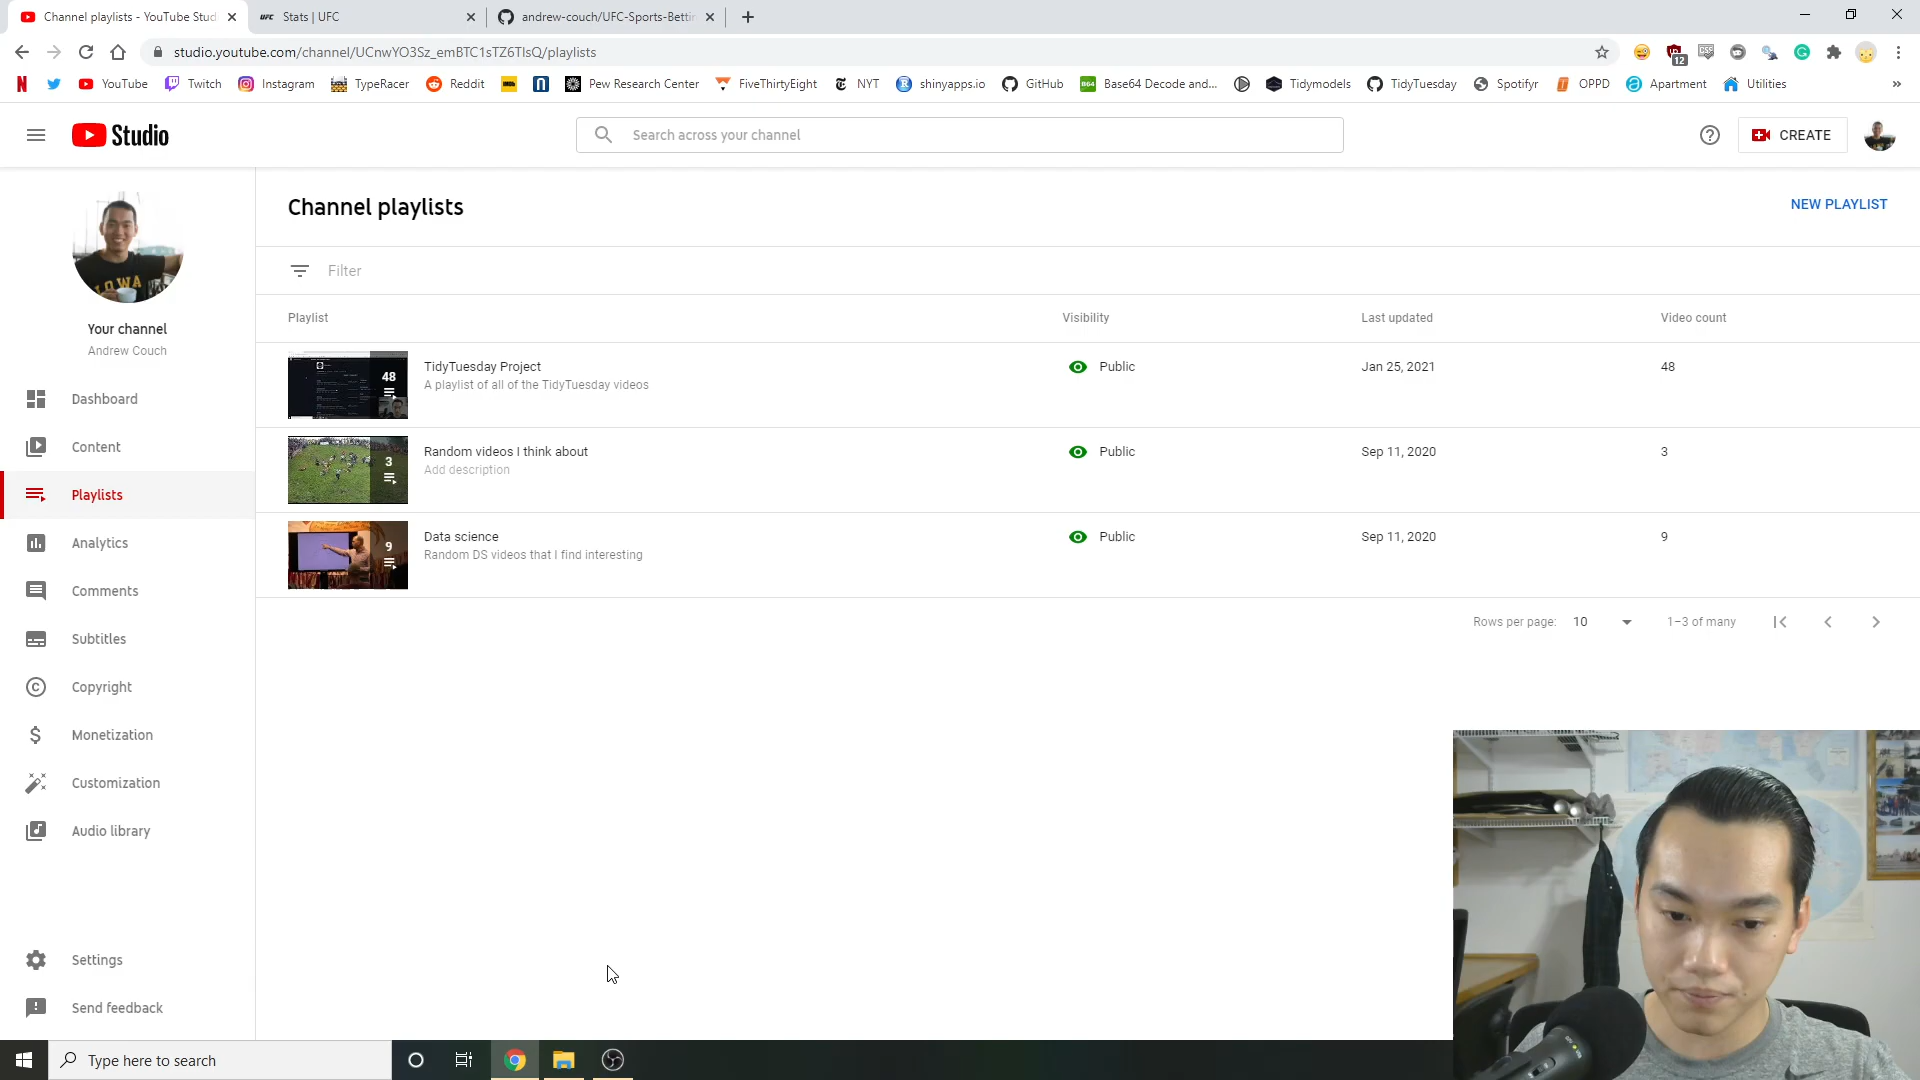 Channel playlists - YouTube Stud
Stats | UFC
andrew-couch/UFC-Sports-Bettin
studio.youtube.com/channel/UCnwYO3Sz_emBTC1sTZ6TlsQ/playlists
12
YouTube
Twitch
Instagram
TypeRacer
Reddit
Pew Research Center
FiveThirtyEight
NYT
shinyapps.io
GitHub
Base64 Decode and...
Tidymodels
TidyTuesday
Spotifyr
OPPD
Apartment
Utilities
»
Studio
Search across your channel
CREATE
IOWA
Your channel
Andrew Couch
Dashboard
Content
Playlists
Analytics
Comments
Subtitles
Copyright
Monetization
Customization
Audio library
Settings
Send feedback
Channel playlists
NEW PLAYLIST
Filter
Playlist Visibility Last updated Video count
48
TidyTuesday Project Public Jan 25, 2021 48
A playlist of all of the TidyTuesday videos
3
Random videos I think about Public Sep 11, 2020 3
Add description
9
Data science Public Sep 11, 2020 9
Random DS videos that I find interesting
Rows per page: 10 1–3 of many
Type here to search